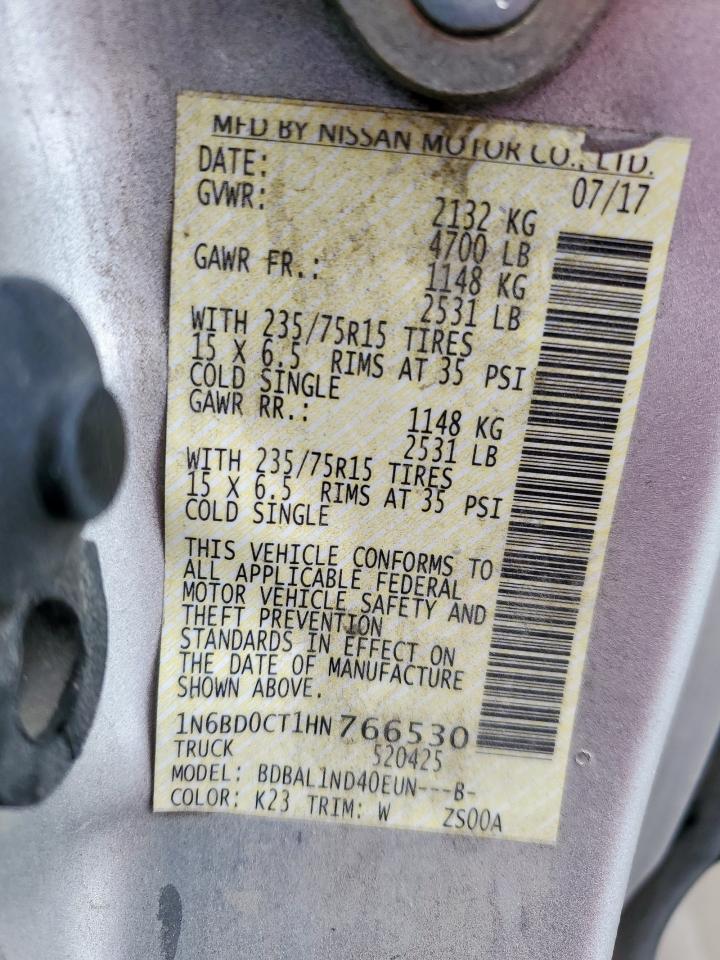 MFD BY NISSAN MOTOR CO., LTD.
DATE: 07/17
GVWR: 2132 KG
4700 LB
GAWR FR.: 1148 KG
2531 LB
WITH 235/75R15 TIRES
15 X 6.5 RIMS AT 35 PSI
COLD SINGLE
GAWR RR.: 1148 KG
2531 LB
WITH 235/75R15 TIRES
15 X 6.5 RIMS AT 35 PSI
COLD SINGLE
THIS VEHICLE CONFORMS TO
ALL APPLICABLE FEDERAL
MOTOR VEHICLE SAFETY AND
THEFT PREVENTION
STANDARDS IN EFFECT ON
THE DATE OF MANUFACTURE
SHOWN ABOVE.
1N6BD0CT1HN766530
TRUCK 520425
MODEL: BDBAL1ND40EUN---B-
COLOR: K23 TRIM: W ZS00A